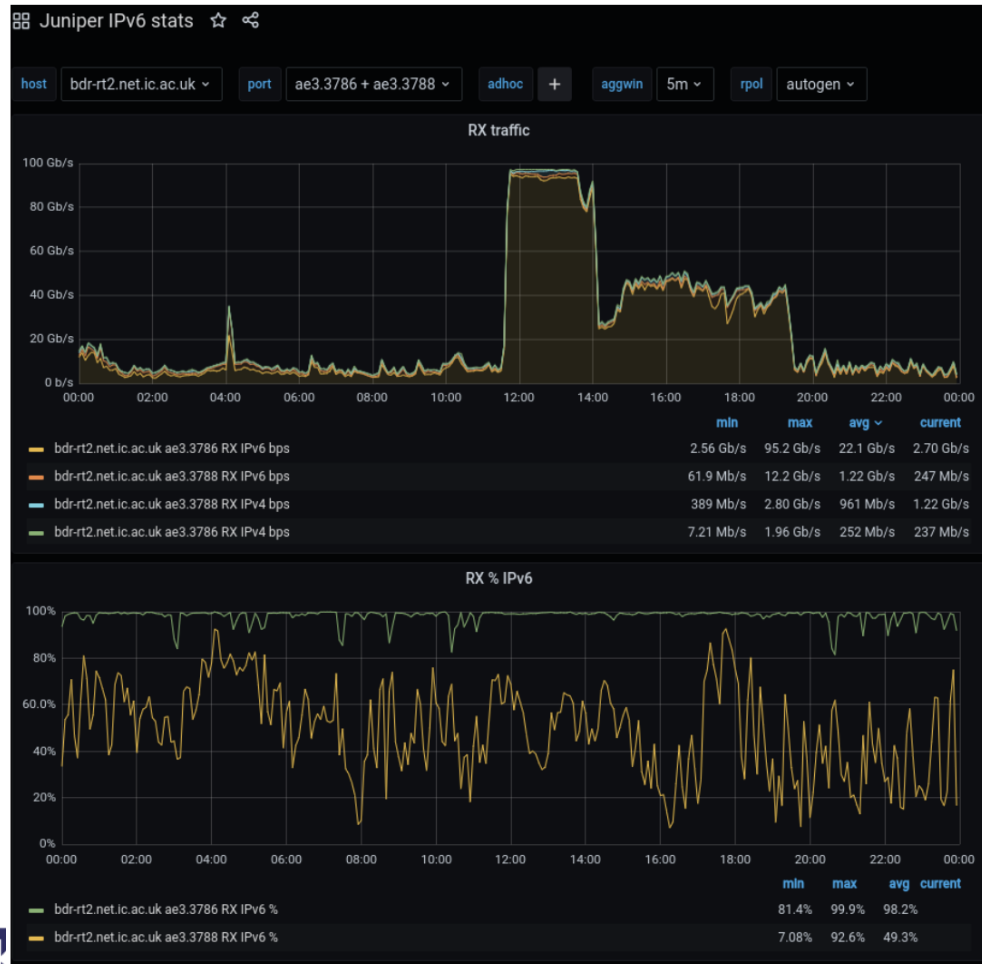 Juniper IPv6 stats
host bdr-rt2.net.ic.ac.uk port ae3.3786 + ae3.3788 adhoc + aggwin 5m rpol autogen
RX traffic
100 Gb/s
80 Gb/s
60 Gb/s
40 Gb/s
20 Gb/s
0 b/s
00:00 02:00 04:00 06:00 08:00 10:00 12:00 14:00 16:00 18:00 20:00 22:00 00:00
min max avg current
bdr-rt2.net.ic.ac.uk ae3.3786 RX IPv6 bps 2.56 Gb/s 95.2 Gb/s 22.1 Gb/s 2.70 Gb/s
bdr-rt2.net.ic.ac.uk ae3.3788 RX IPv6 bps 61.9 Mb/s 12.2 Gb/s 1.22 Gb/s 247 Mb/s
bdr-rt2.net.ic.ac.uk ae3.3788 RX IPv4 bps 389 Mb/s 2.80 Gb/s 961 Mb/s 1.22 Gb/s
bdr-rt2.net.ic.ac.uk ae3.3786 RX IPv4 bps 7.21 Mb/s 1.96 Gb/s 252 Mb/s 237 Mb/s
RX % IPv6
100%
80%
60.0%
40%
20%
0%
00:00 02:00 04:00 06:00 08:00 10:00 12:00 14:00 16:00 18:00 20:00 22:00 00:00
min max avg current
bdr-rt2.net.ic.ac.uk ae3.3786 RX IPv6 % 81.4% 99.9% 98.2%
bdr-rt2.net.ic.ac.uk ae3.3788 RX IPv6 % 7.08% 92.6% 49.3%